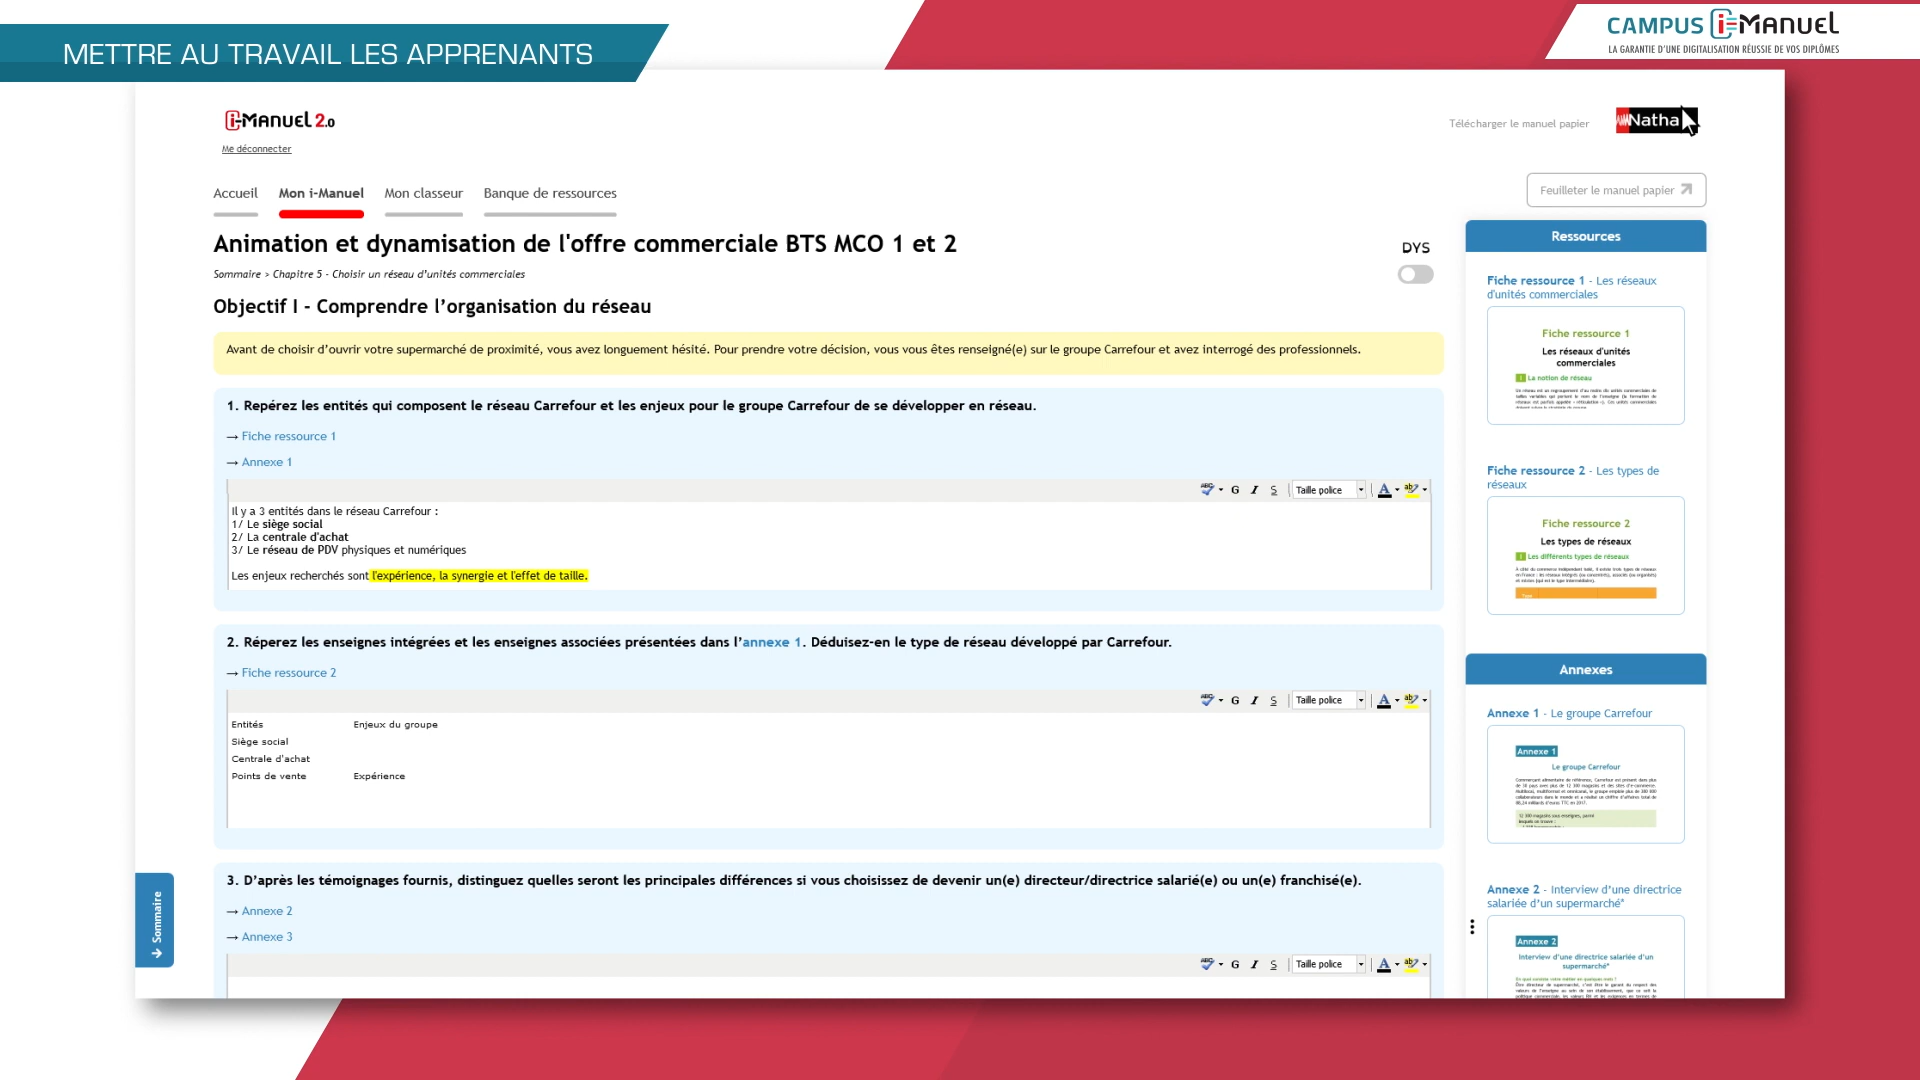 METTRE AU TRAVAIL LES APPRENANTS
CAMPUS i-MANUEL
LA GARANTIE D'UNE DIGITALISATION RÉUSSIE DE VOS DIPLÔMES
i-MANUEL 2.0
Me déconnecter
Télécharger le manuel papier
Natha
Accueil
Mon i-Manuel
Mon classeur
Banque de ressources
Feuilleter le manuel papier
Animation et dynamisation de l'offre commerciale BTS MCO 1 et 2
DYS
Sommaire > Chapitre 5 - Choisir un réseau d'unités commerciales
Objectif I - Comprendre l'organisation du réseau
Avant de choisir d'ouvrir votre supermarché de proximité, vous avez longuement hésité. Pour prendre votre décision, vous vous êtes renseigné(e) sur le groupe Carrefour et avez interrogé des professionnels.
1. Repérez les entités qui composent le réseau Carrefour et les enjeux pour le groupe Carrefour de se développer en réseau.
→ Fiche ressource 1
→ Annexe 1
G I S Taille police A ab
Il y a 3 entités dans le réseau Carrefour :
1/ Le siège social
2/ La centrale d'achat
3/ Le réseau de PDV physiques et numériques
Les enjeux recherchés sont l'expérience, la synergie et l'effet de taille.
2. Réperez les enseignes intégrées et les enseignes associées présentées dans l'annexe 1. Déduisez-en le type de réseau développé par Carrefour.
→ Fiche ressource 2
G I S Taille police A ab
Entités Enjeux du groupe
Siège social
Centrale d'achat
Points de vente Expérience
3. D'après les témoignages fournis, distinguez quelles seront les principales différences si vous choisissez de devenir un(e) directeur/directrice salarié(e) ou un(e) franchisé(e).
→ Annexe 2
→ Annexe 3
G I S Taille police A ab
Sommaire
Ressources
Fiche ressource 1 - Les réseaux
d'unités commerciales
Fiche ressource 1
Les réseaux d'unités
commerciales
La notion de réseau
Fiche ressource 2 - Les types de
réseaux
Fiche ressource 2
Les types de réseaux
Les différents types de réseaux
Annexes
Annexe 1 - Le groupe Carrefour
Annexe 1
Le groupe Carrefour
Annexe 2 - Interview d'une directrice
salariée d'un supermarché*
Annexe 2
Interview d'une directrice salariée d'un
supermarché*